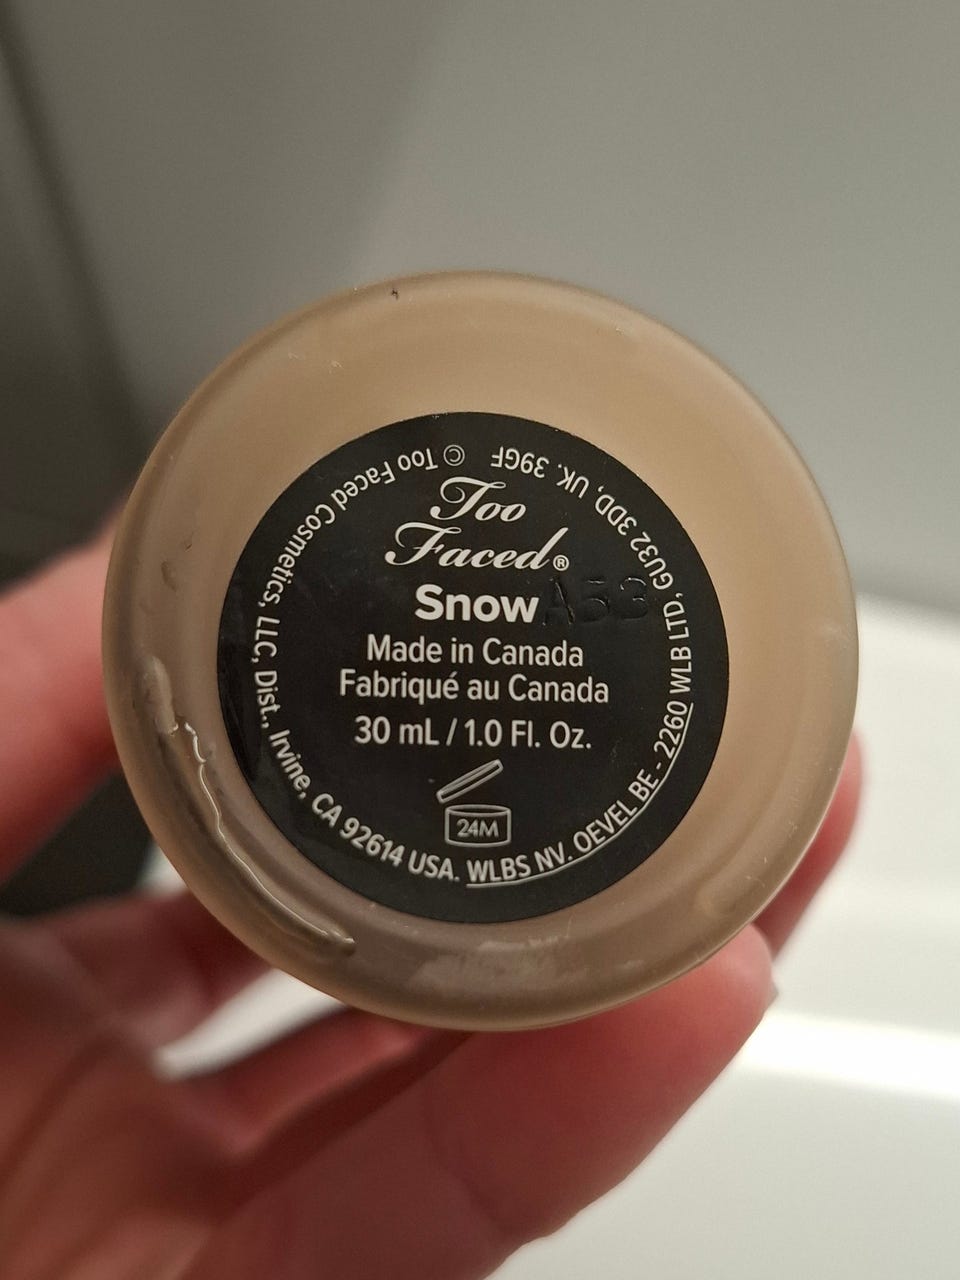 Too
Faced®
Snow A53
Made in Canada
Fabriqué au Canada
30 mL / 1.0 Fl. Oz.
24M
© Too Faced Cosmetics, LLC, Dist., Irvine, CA 92614 USA. WLBS NV. OEVEL BE - 2260 WLB LTD, GU32 3DD, UK. 39GF